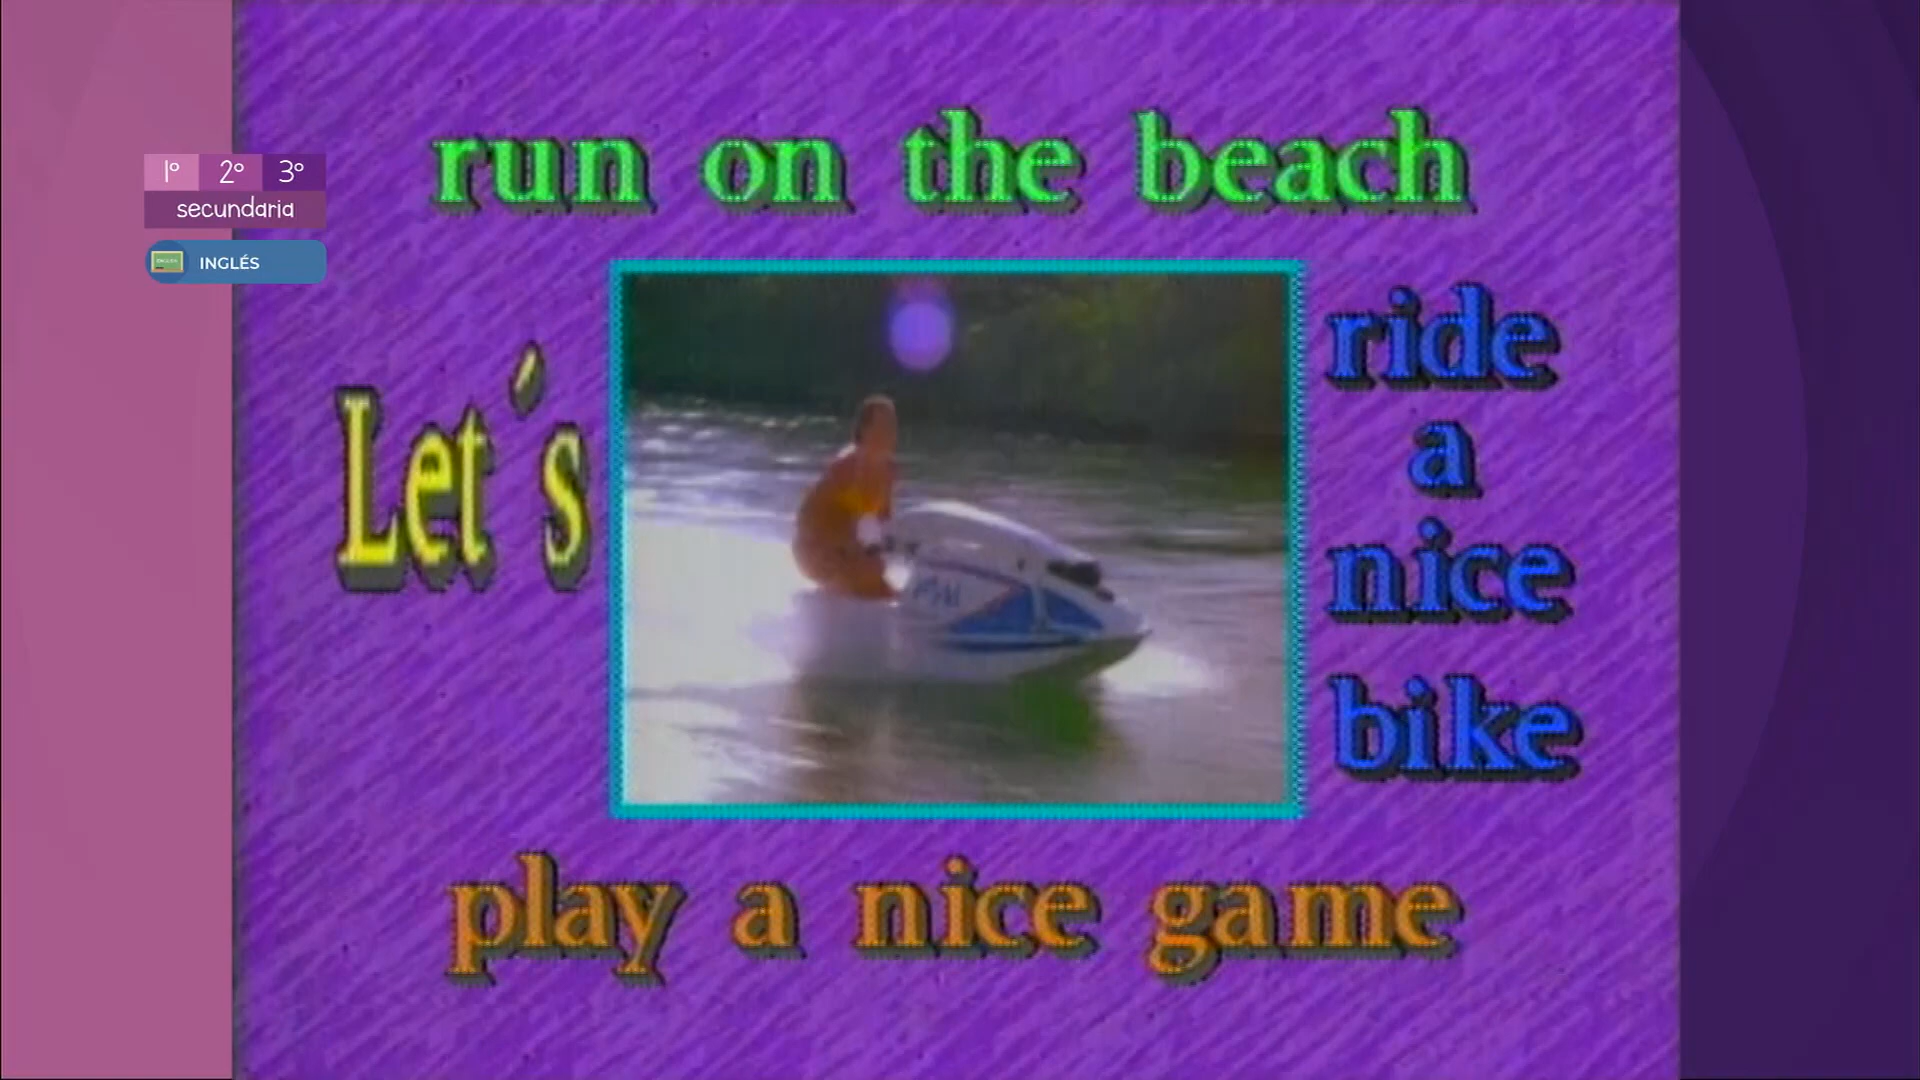 run on the beach
1° 2° 3°
secundaria
INGLÉS
Let´s
ride
a
nice
bike
play a nice game